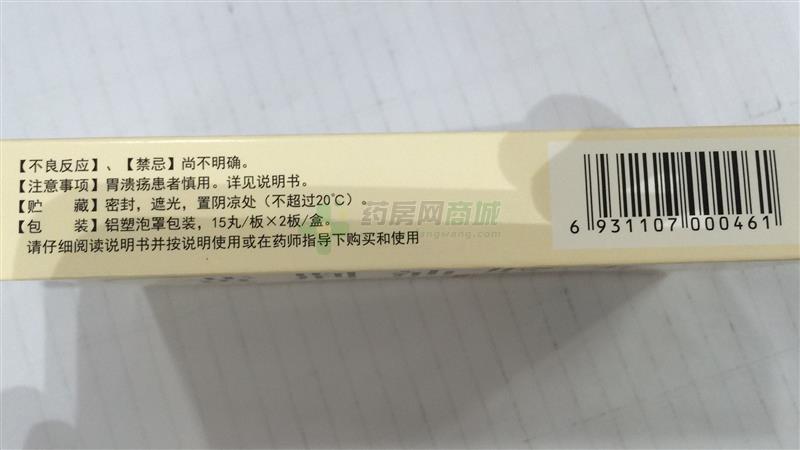 【不良反应】、【禁忌】尚不明确。
【注意事项】胃溃疡患者慎用。详见说明书。
【贮　　藏】密封，遮光，置阴凉处（不超过20℃）。
【包　　装】铝塑泡罩包装，15丸/板×2板/盒。
请仔细阅读说明书并按说明使用或在药师指导下购买和使用
药房网商城
6 931107 000461